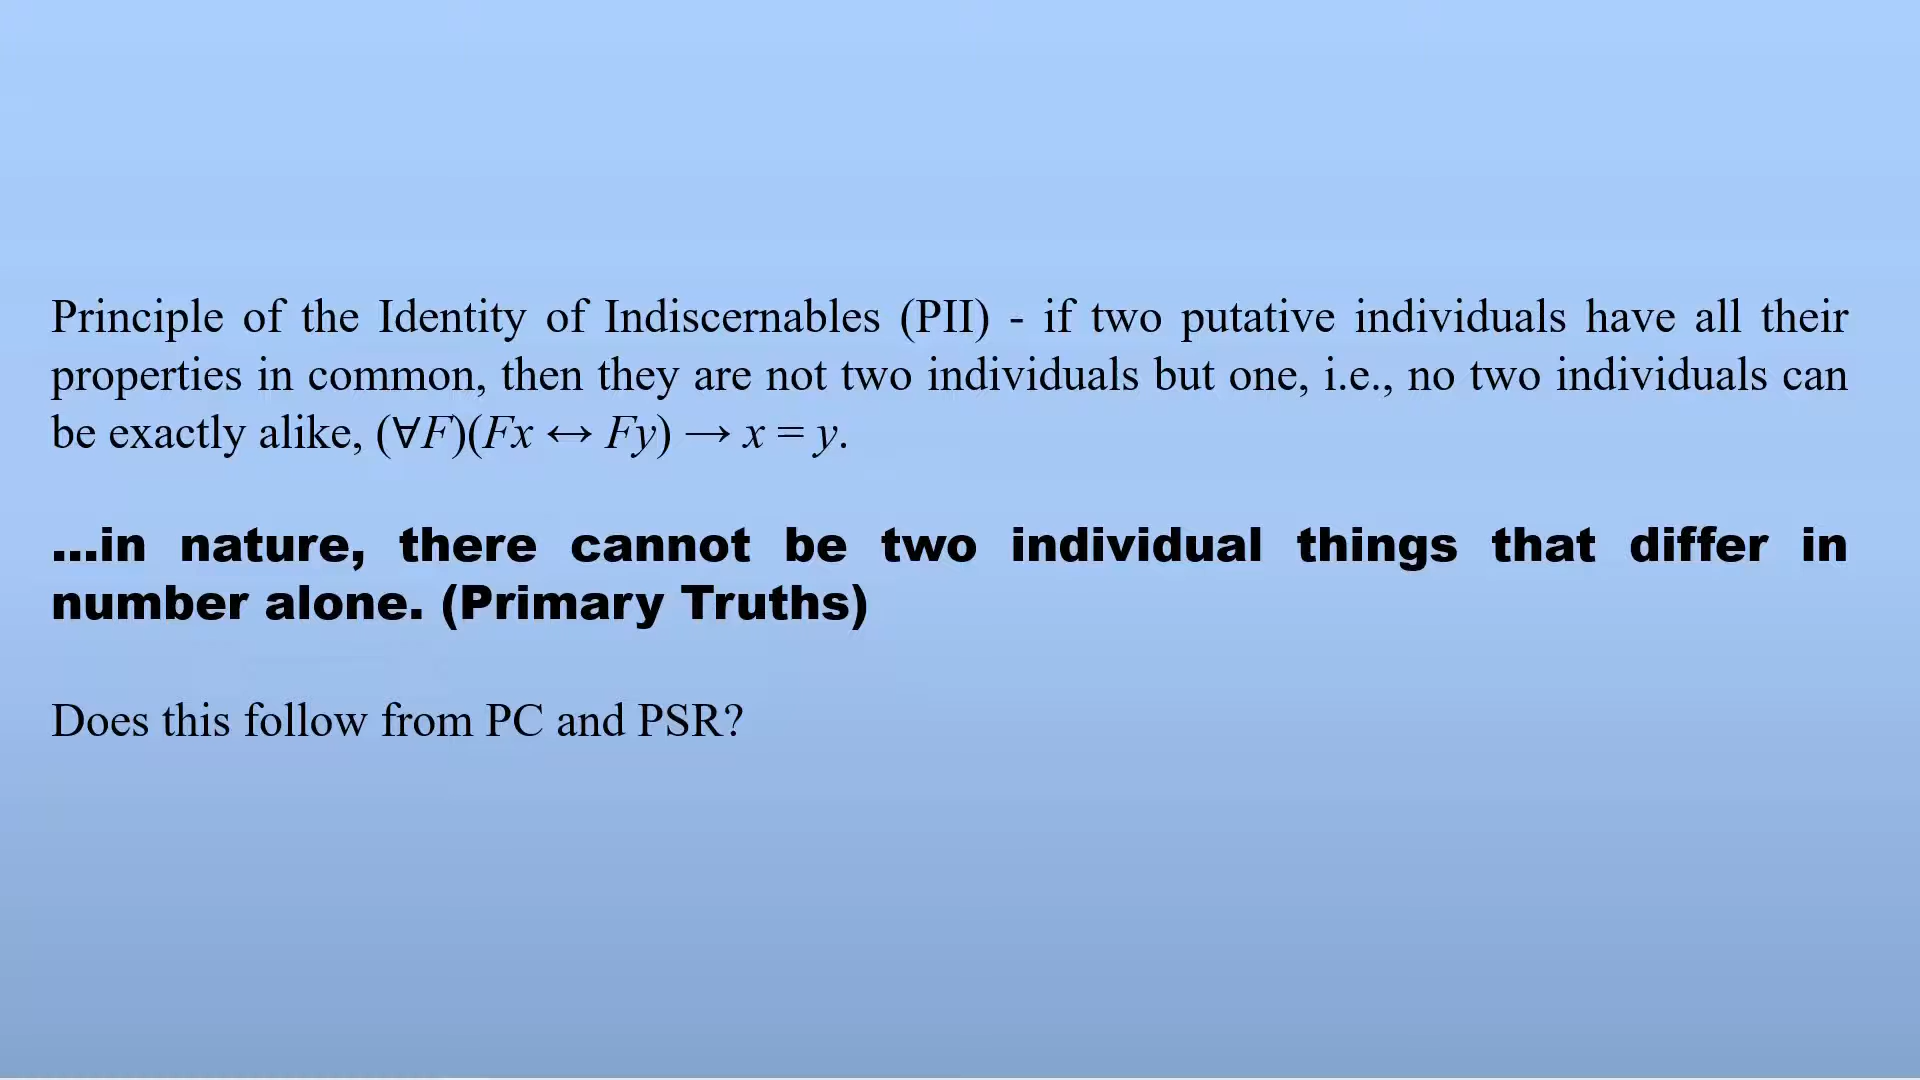 Principle of the Identity of Indiscernables (PII) - if two putative individuals have all their
properties in common, then they are not two individuals but one, i.e., no two individuals can
be exactly alike, (∀F)(Fx ↔ Fy) → x = y.
...in nature, there cannot be two individual things that differ in
number alone. (Primary Truths)
Does this follow from PC and PSR?